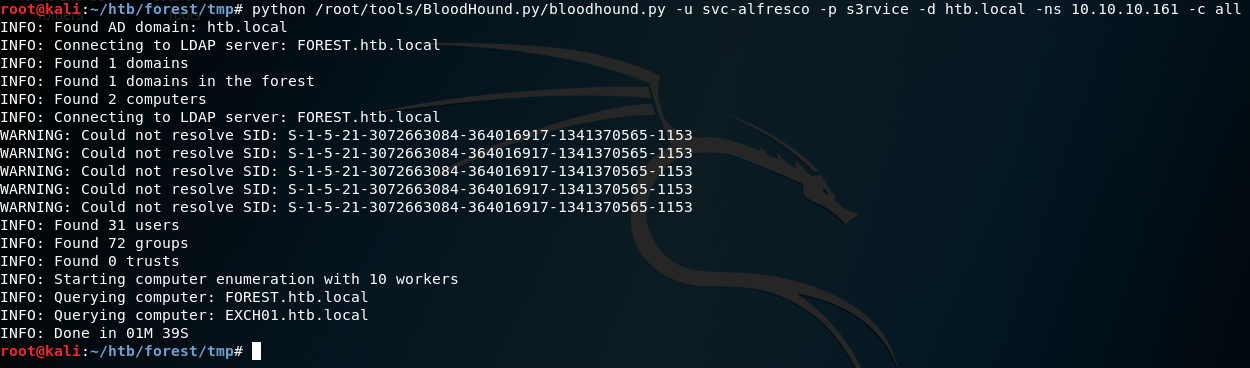 root@kali:~/htb/forest/tmp# python /root/tools/BloodHound.py/bloodhound.py -u svc-alfresco -p s3rvice -d htb.local -ns 10.10.10.161 -c all
INFO: Found AD domain: htb.local
INFO: Connecting to LDAP server: FOREST.htb.local
INFO: Found 1 domains
INFO: Found 1 domains in the forest
INFO: Found 2 computers
INFO: Connecting to LDAP server: FOREST.htb.local
WARNING: Could not resolve SID: S-1-5-21-3072663084-364016917-1341370565-1153
WARNING: Could not resolve SID: S-1-5-21-3072663084-364016917-1341370565-1153
WARNING: Could not resolve SID: S-1-5-21-3072663084-364016917-1341370565-1153
WARNING: Could not resolve SID: S-1-5-21-3072663084-364016917-1341370565-1153
WARNING: Could not resolve SID: S-1-5-21-3072663084-364016917-1341370565-1153
INFO: Found 31 users
INFO: Found 72 groups
INFO: Found 0 trusts
INFO: Starting computer enumeration with 10 workers
INFO: Querying computer: FOREST.htb.local
INFO: Querying computer: EXCH01.htb.local
INFO: Done in 01M 39S
root@kali:~/htb/forest/tmp#